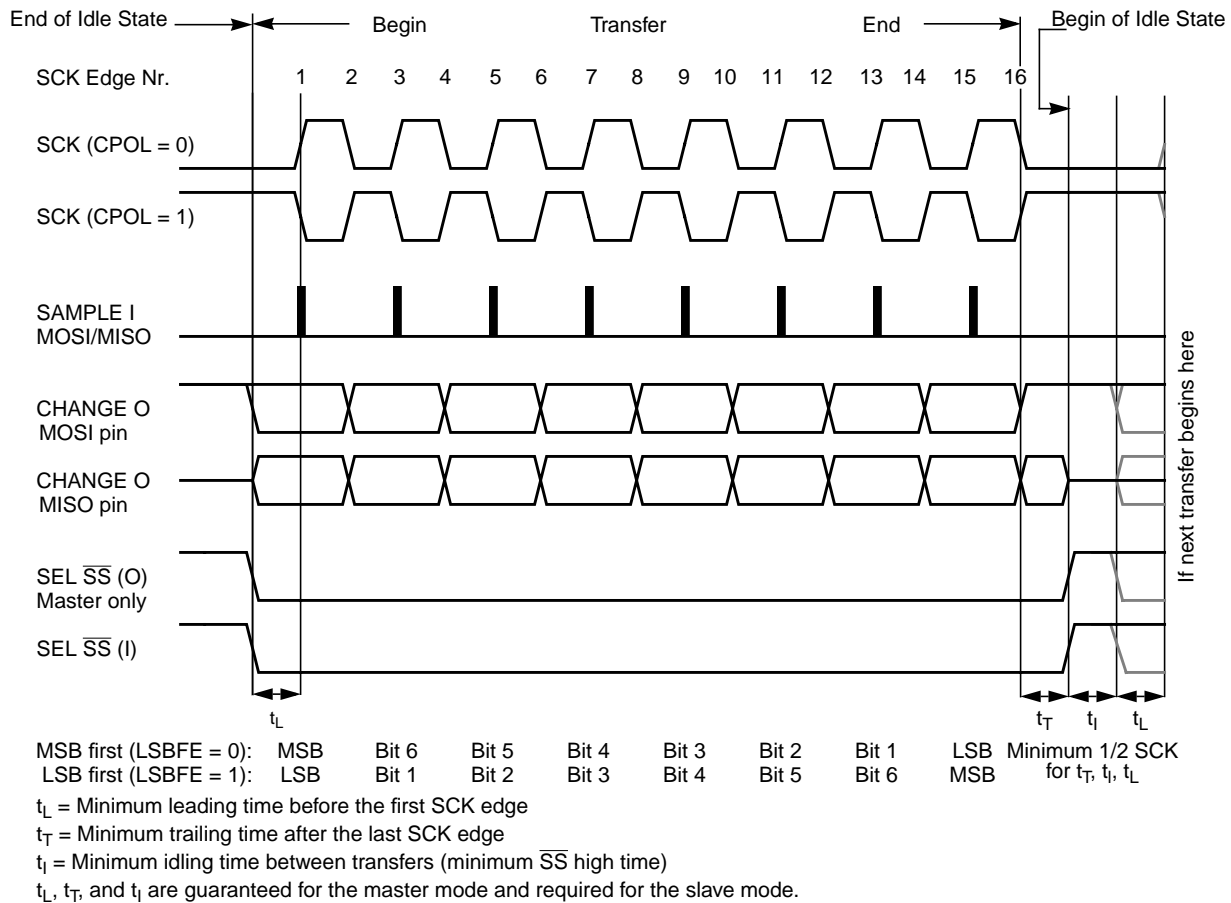 End of Idle State
Begin
Transfer
End
Begin of Idle State
SCK Edge Nr.
1 2 3 4 5 6 7 8 9 10 11 12 13 14 15 16
SCK (CPOL = 0)
SCK (CPOL = 1)
SAMPLE I
MOSI/MISO
CHANGE O
MOSI pin
CHANGE O
MISO pin
SEL S̅S̅ (O)
Master only
SEL S̅S̅ (I)
If next transfer begins here
tL
tT
tI
tL
MSB first (LSBFE = 0): MSB Bit 6 Bit 5 Bit 4 Bit 3 Bit 2 Bit 1 LSB
LSB first (LSBFE = 1): LSB Bit 1 Bit 2 Bit 3 Bit 4 Bit 5 Bit 6 MSB
Minimum 1/2 SCK
for tT, tI, tL
tL = Minimum leading time before the first SCK edge
tT = Minimum trailing time after the last SCK edge
tI = Minimum idling time between transfers (minimum S̅S̅ high time)
tL, tT, and tI are guaranteed for the master mode and required for the slave mode.